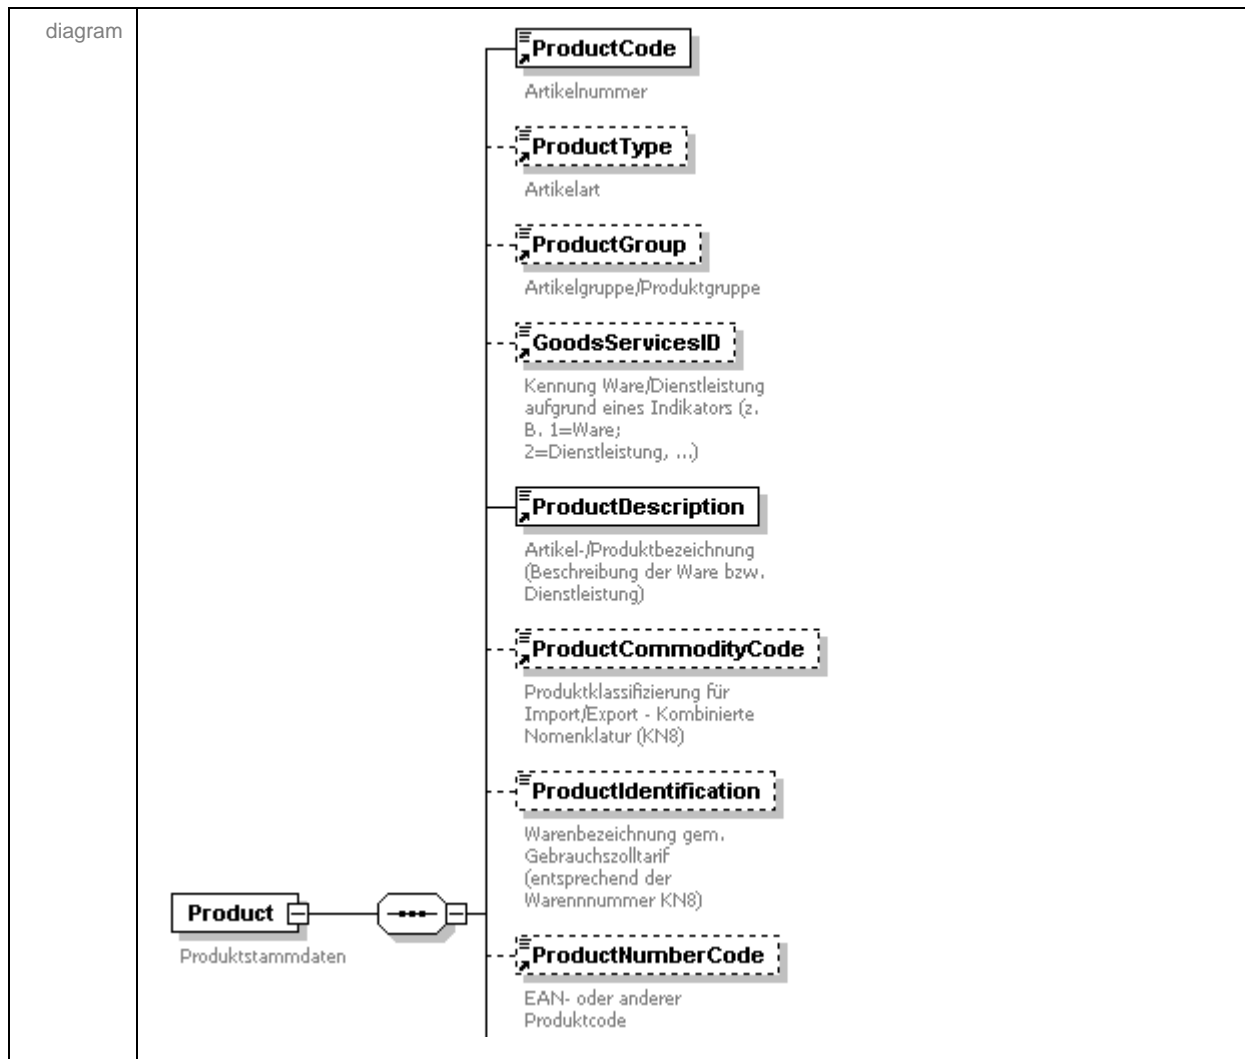 diagram
ProductCode
Artikelnummer
ProductType
Artikelart
ProductGroup
Artikelgruppe/Produktgruppe
GoodsServicesID
Kennung Ware/Dienstleistung
aufgrund eines Indikators (z.
B. 1=Ware;
2=Dienstleistung, ...)
ProductDescription
Artikel-/Produktbezeichnung
(Beschreibung der Ware bzw.
Dienstleistung)
ProductCommodityCode
Produktklassifizierung für
Import/Export - Kombinierte
Nomenklatur (KN8)
ProductIdentification
Warenbezeichnung gem.
Gebrauchszolltarif
(entsprechend der
Warennnummer KN8)
Product
Produktstammdaten
ProductNumberCode
EAN- oder anderer
Produktcode